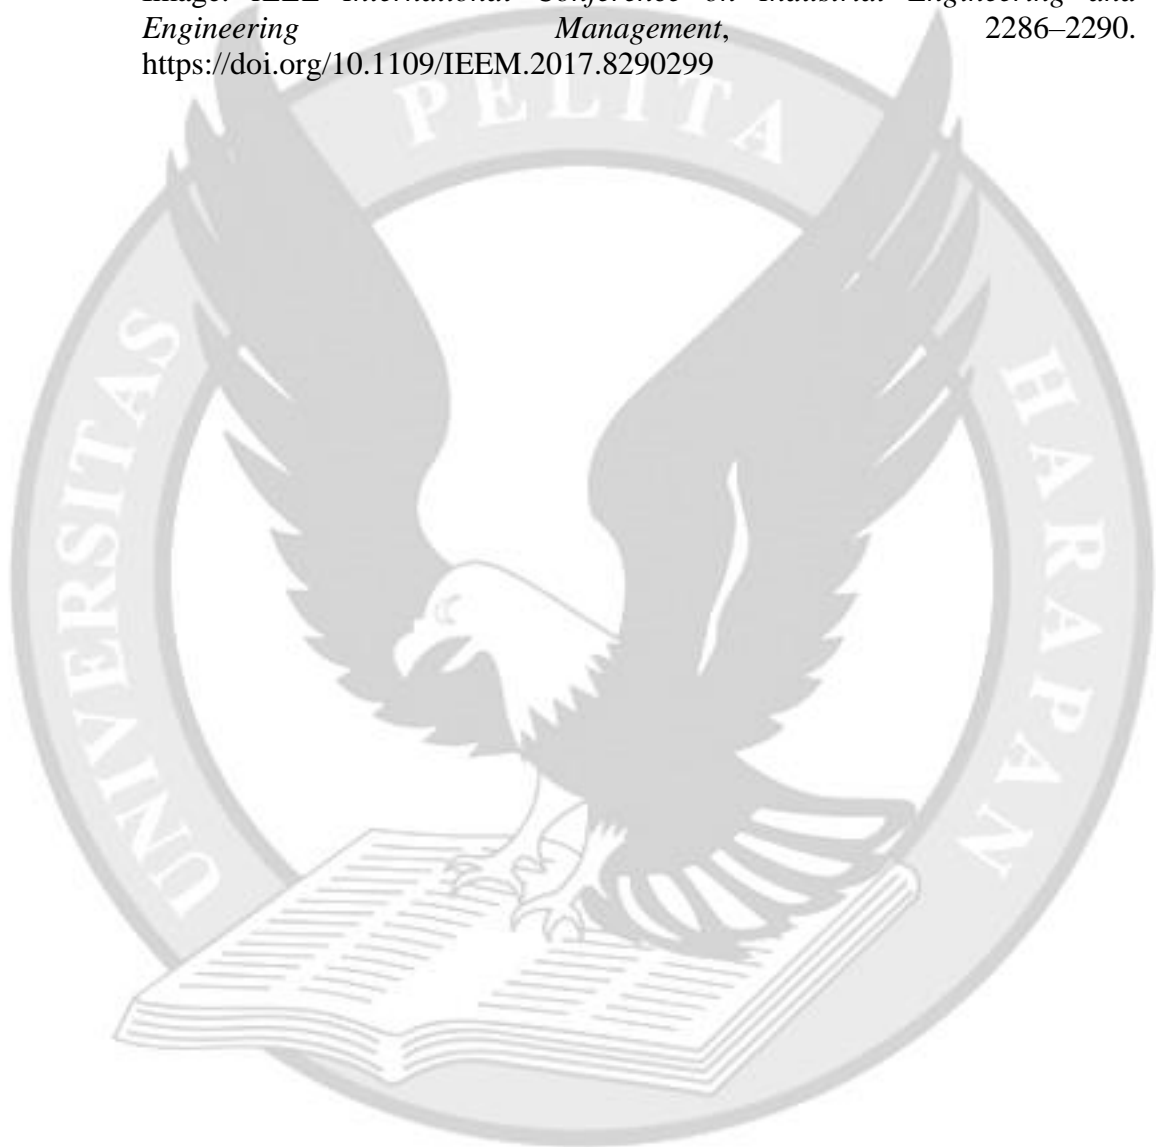 Image. IEEE International Conference on Industrial Engineering and
Engineering Management, 2286–2290.
https://doi.org/10.1109/IEEM.2017.8290299
PELITA
UNIVERSITAS
HARAPAN